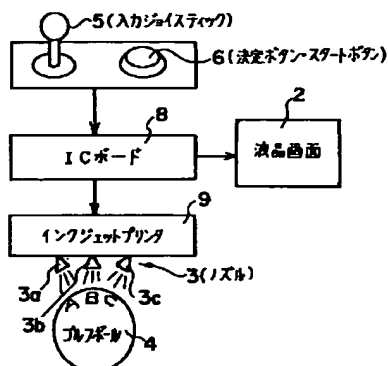 5(入力ジョイスティック)
6(決定ボタン-スタートボタン)
8
2
ICボード
液晶画面
9
インクジェットプリンタ
3a
3b
3c
3(ノズル)
A B C
ゴルフボール
4